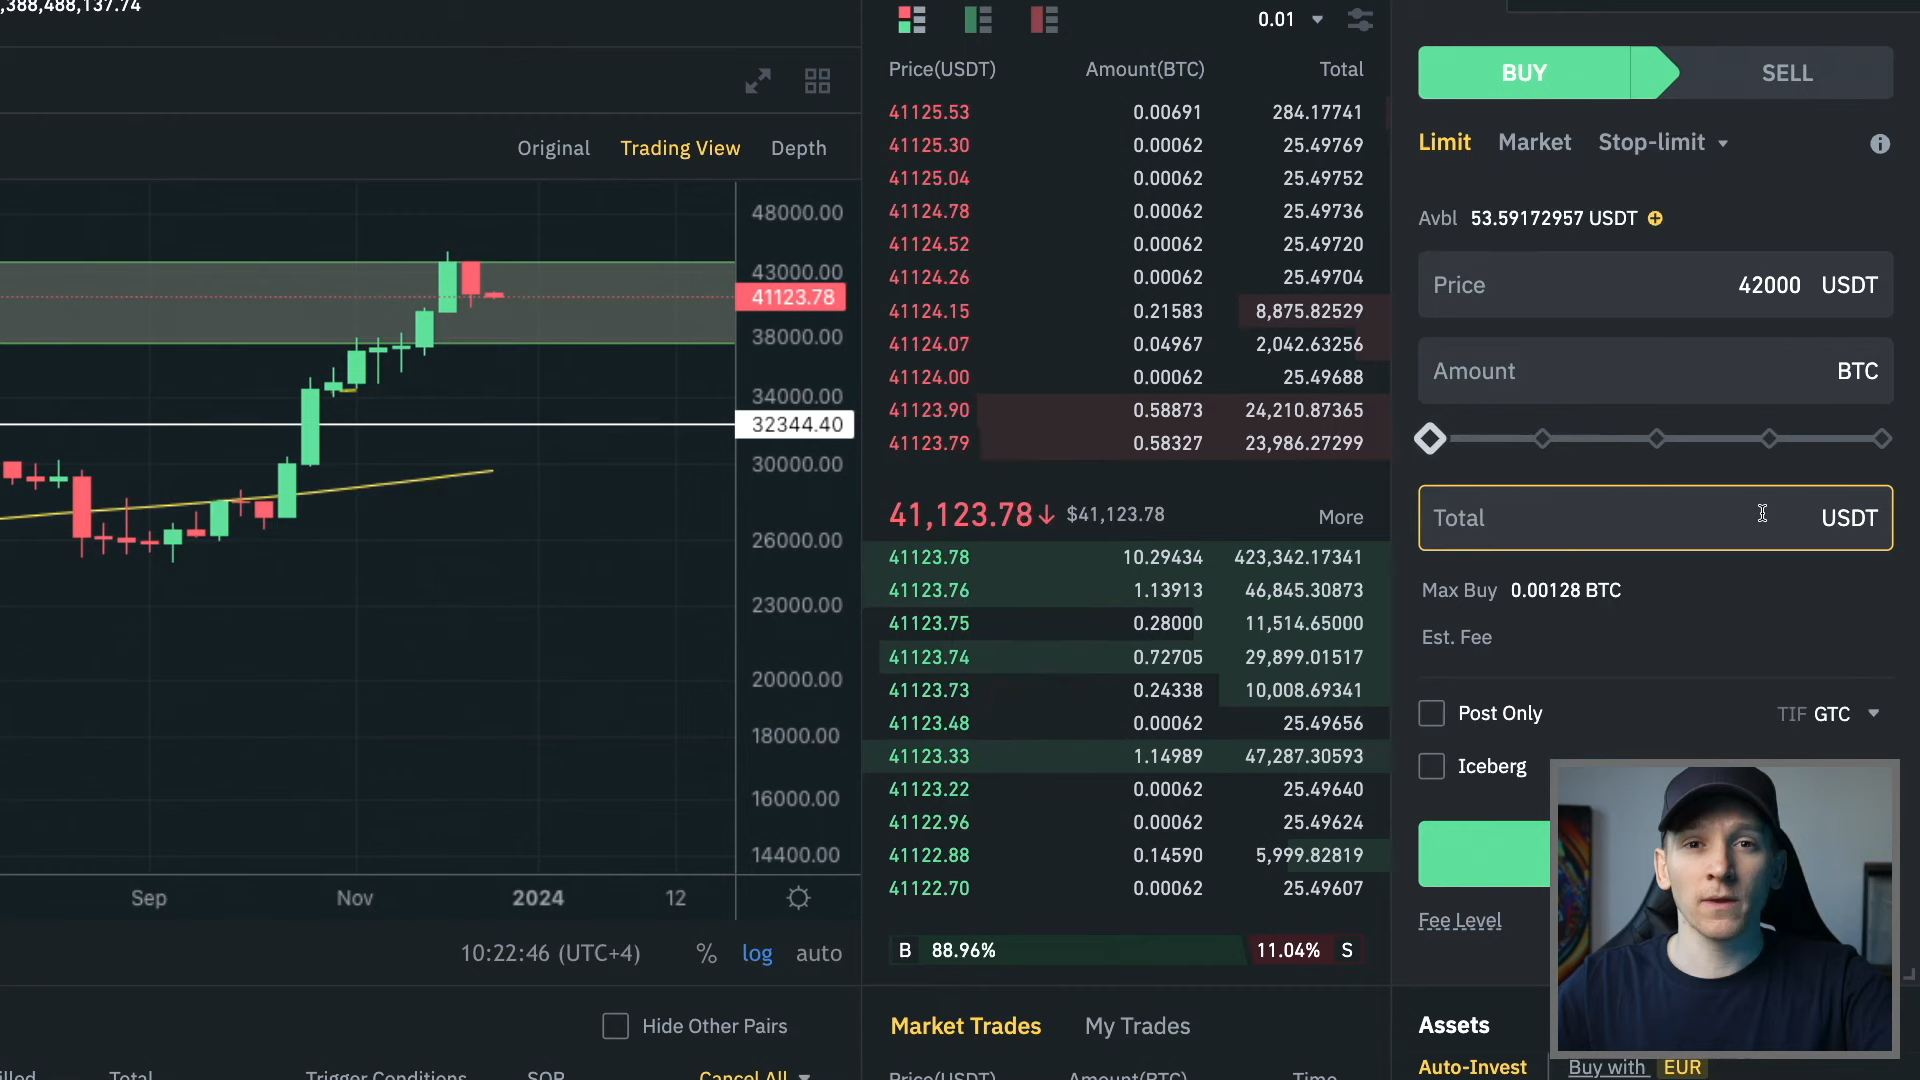 ,388,488,137.74
Original Trading View Depth
48000.00
43000.00
41123.78
38000.00
34000.00
32344.40
30000.00
26000.00
23000.00
20000.00
18000.00
16000.00
14400.00
Sep Nov 2024 12
10:22:46 (UTC+4) % log auto
Hide Other Pairs
Total Trigger Conditions SOR Cancel All
0.01
Price(USDT) Amount(BTC) Total
41125.53 0.00691 284.17741
41125.30 0.00062 25.49769
41125.04 0.00062 25.49752
41124.78 0.00062 25.49736
41124.52 0.00062 25.49720
41124.26 0.00062 25.49704
41124.15 0.21583 8,875.82529
41124.07 0.04967 2,042.63256
41124.00 0.00062 25.49688
41123.90 0.58873 24,210.87365
41123.79 0.58327 23,986.27299
41,123.78↓ $41,123.78 More
41123.78 10.29434 423,342.17341
41123.76 1.13913 46,845.30873
41123.75 0.28000 11,514.65000
41123.74 0.72705 29,899.01517
41123.73 0.24338 10,008.69341
41123.48 0.00062 25.49656
41123.33 1.14989 47,287.30593
41123.22 0.00062 25.49640
41122.96 0.00062 25.49624
41122.88 0.14590 5,999.82819
41122.70 0.00062 25.49607
B 88.96% 11.04% S
Market Trades My Trades
Price(USDT) Amount(BTC) Time
BUY SELL
Limit Market Stop-limit
Avbl 53.59172957 USDT
Price 42000 USDT
Amount BTC
Total USDT
Max Buy 0.00128 BTC
Est. Fee
Post Only TIF GTC
Iceberg
Fee Level
Assets
Auto-Invest Buy with EUR